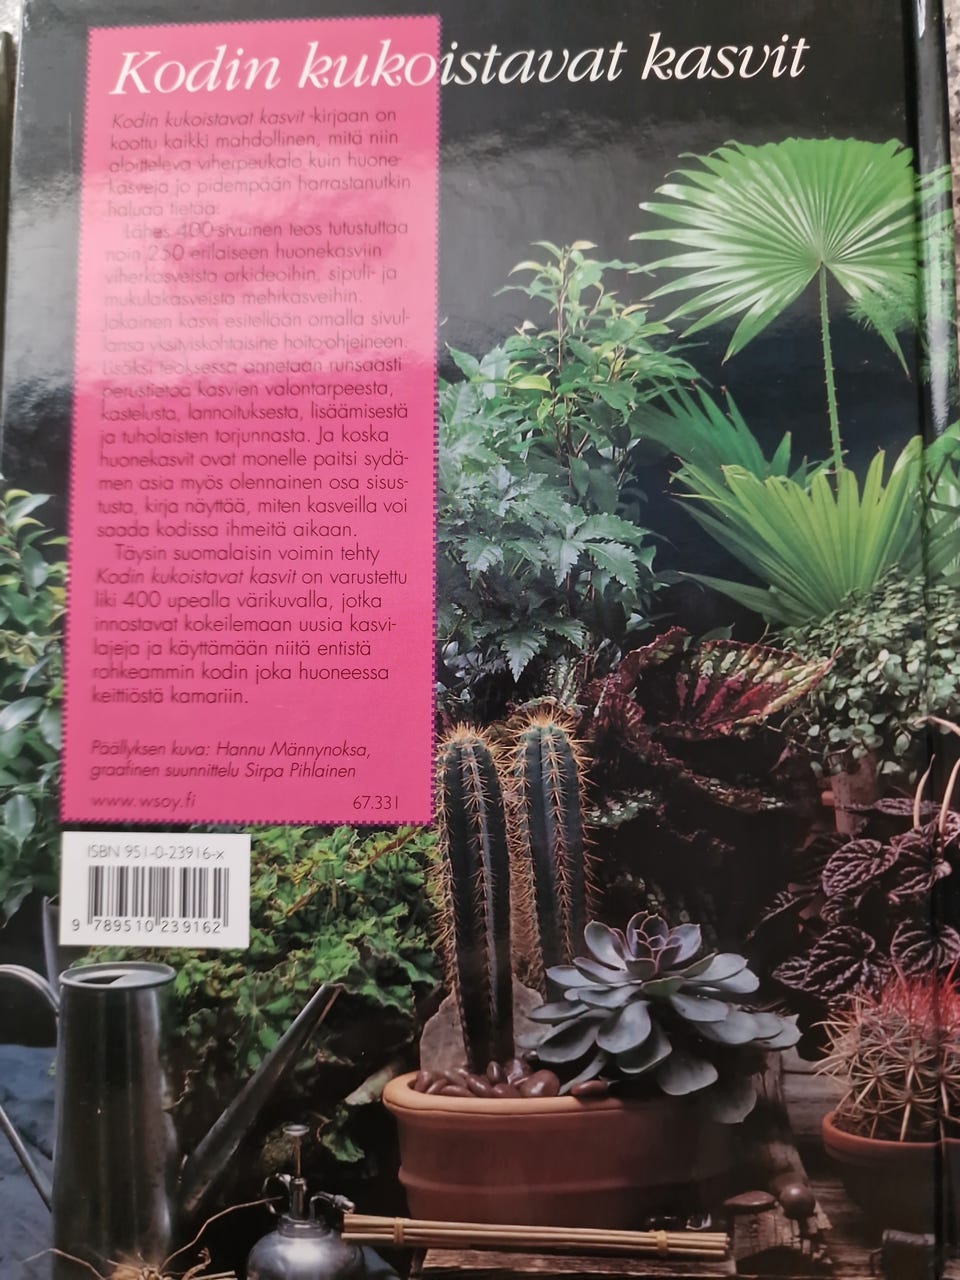 Kodin kukoistavat kasvit
Kodin kukoistavat kasvit -kirjaan on
koottu kaikki mahdollinen, mitä niin
aloitteleva viherpeukalo kuin huone-
kasveja jo pidempään harrastanutkin
haluaa tietää.
Lähes 400-sivuinen teos tutustuttaa
noin 250 erilaiseen huonekasviin
viherkasveista orkideoihin, sipuli- ja
mukulakasveista mehikasveihin.
Jokainen kasvi esitellään omalla sivul-
lansa yksityiskohtaisine hoito-ohjeineen.
Lisäksi teoksessa annetaan runsaasti
perustietoa kasvien valontarpeesta,
kastelusta, lannoituksesta, lisäämisestä
ja tuholaisten torjunnasta. Ja koska
huonekasvit ovat monelle paitsi sydä-
men asia myös olennainen osa sisus-
tusta, kirja näyttää, miten kasveilla voi
saada kodissa ihmeitä aikaan.
Täysin suomalaisin voimin tehty
Kodin kukoistavat kasvit on varustettu
liki 400 upealla värikuvalla, jotka
innostavat kokeilemaan uusia kasvi-
lajeja ja käyttämään niitä entistä
rohkeammin kodin joka huoneessa
keittiöstä kamariin.
Päällyksen kuva: Hannu Männynoksa,
graafinen suunnittelu Sirpa Pihlainen
www.wsoy.fi 67.331
ISBN 951-0-23916-x
9 789510 239162